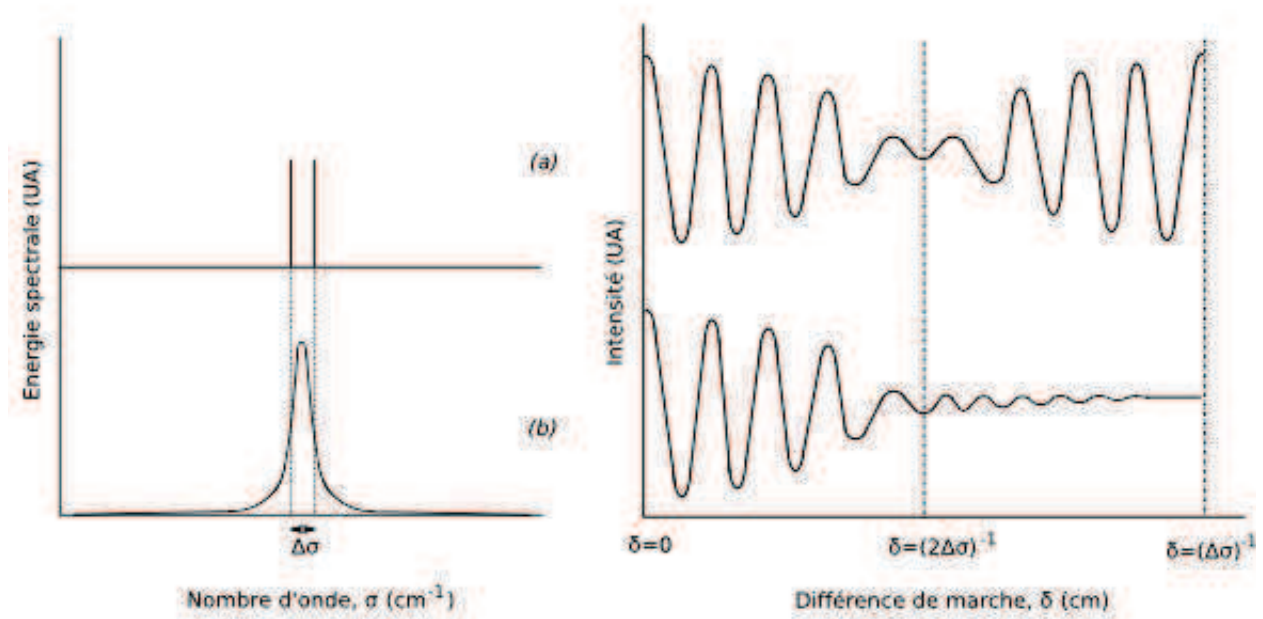 Energie spectrale (UA)
(a)
(b)
Δσ
Nombre d'onde, σ (cm⁻¹)
Intensité (UA)
δ=0
δ=(2Δσ)⁻¹
δ=(Δσ)⁻¹
Différence de marche, δ (cm)